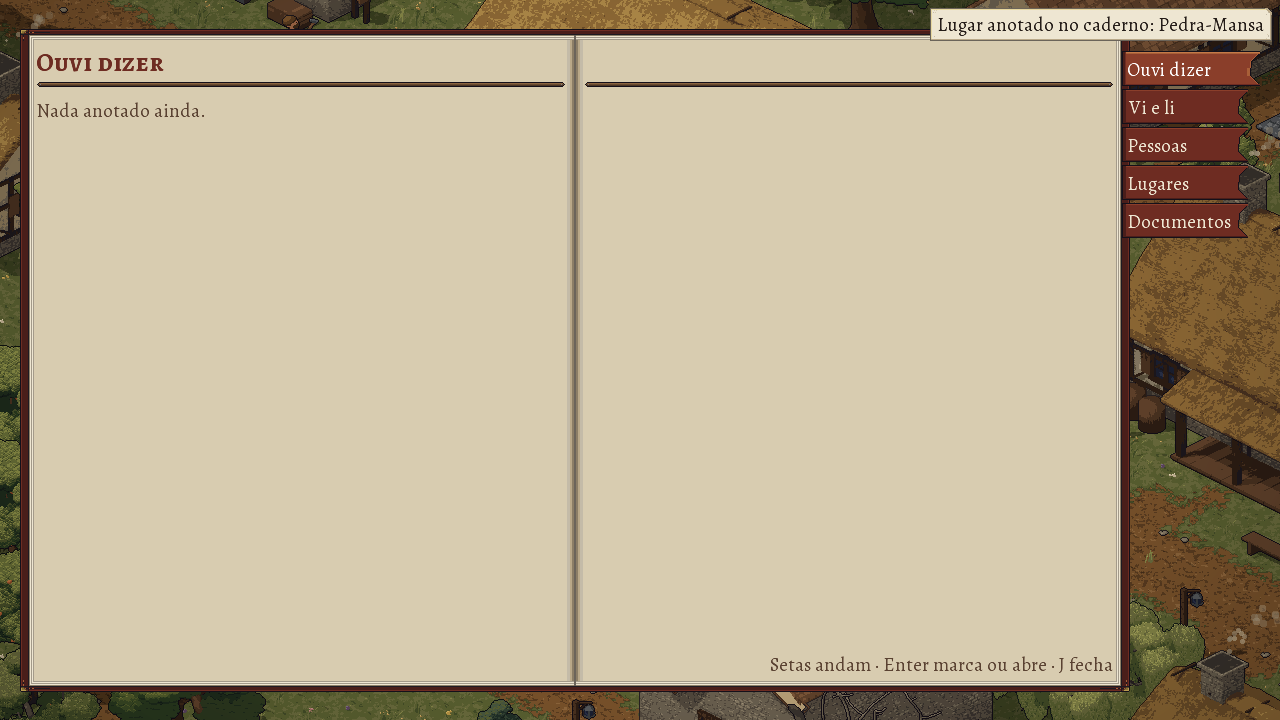 Lugar anotado no caderno: Pedra-Mansa
Ouvi dizer
Nada anotado ainda.
Ouvi dizer
Vi e li
Pessoas
Lugares
Documentos
Setas andam · Enter marca ou abre · J fecha